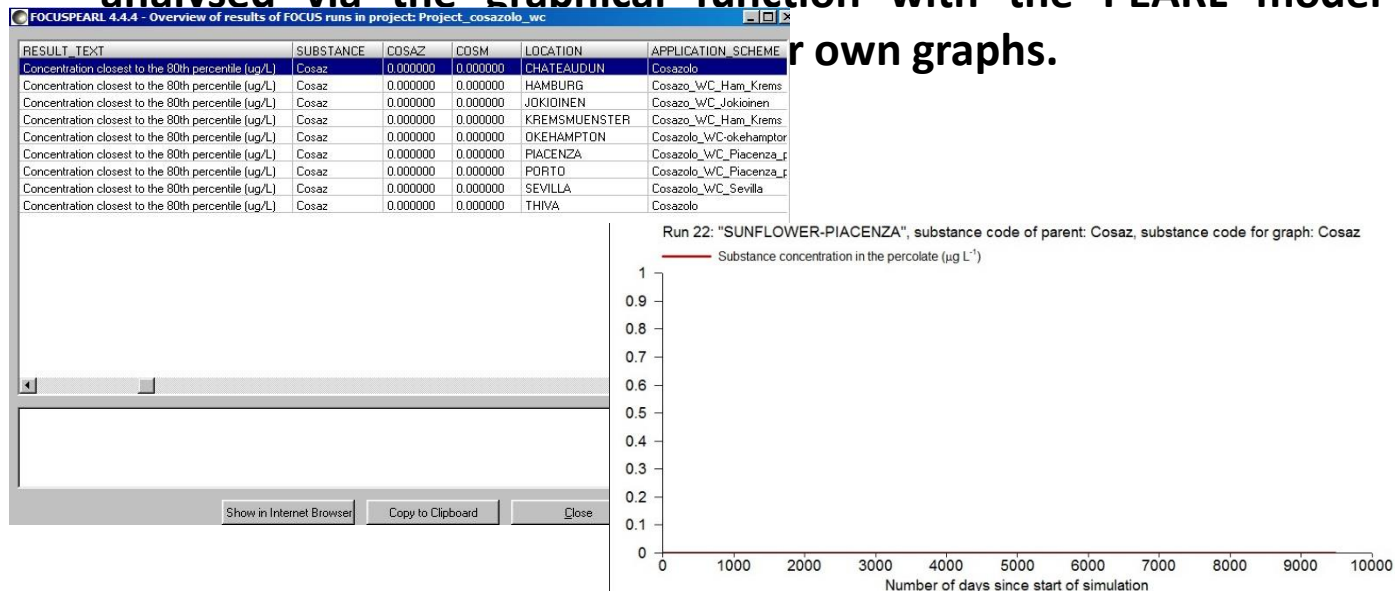 analysed via the graphical function with the PEARL model
r own graphs.
FOCUSPEARL 4.4.4 - Overview of results of FOCUS runs in project: Project_cosazolo_wc
RESULT_TEXT SUBSTANCE COSAZ COSM LOCATION APPLICATION_SCHEME
Concentration closest to the 80th percentile (ug/L) Cosaz 0.000000 0.000000 CHATEAUDUN Cosazolo
Concentration closest to the 80th percentile (ug/L) Cosaz 0.000000 0.000000 HAMBURG Cosazo_WC_Ham_Krems
Concentration closest to the 80th percentile (ug/L) Cosaz 0.000000 0.000000 JOKIOINEN Cosazo_WC_Jokioinen
Concentration closest to the 80th percentile (ug/L) Cosaz 0.000000 0.000000 KREMSMUENSTER Cosazo_WC_Ham_Krems
Concentration closest to the 80th percentile (ug/L) Cosaz 0.000000 0.000000 OKEHAMPTON Cosazolo_WC-okehampton
Concentration closest to the 80th percentile (ug/L) Cosaz 0.000000 0.000000 PIACENZA Cosazolo_WC_Piacenza_p
Concentration closest to the 80th percentile (ug/L) Cosaz 0.000000 0.000000 PORTO Cosazolo_WC_Piacenza_p
Concentration closest to the 80th percentile (ug/L) Cosaz 0.000000 0.000000 SEVILLA Cosazolo_WC_Sevilla
Concentration closest to the 80th percentile (ug/L) Cosaz 0.000000 0.000000 THIVA Cosazolo
Show in Internet Browser Copy to Clipboard Close
Run 22: "SUNFLOWER-PIACENZA", substance code of parent: Cosaz, substance code for graph: Cosaz
Substance concentration in the percolate (µg L⁻¹)
1
0.9
0.8
0.7
0.6
0.5
0.4
0.3
0.2
0.1
0
0 1000 2000 3000 4000 5000 6000 7000 8000 9000 10000
Number of days since start of simulation